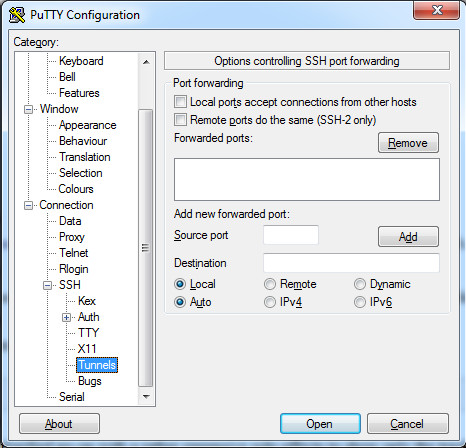 PuTTY Configuration
Category:
Keyboard
Bell
Features
Window
Appearance
Behaviour
Translation
Selection
Colours
Connection
Data
Proxy
Telnet
Rlogin
SSH
Kex
Auth
TTY
X11
Tunnels
Bugs
Serial
Options controlling SSH port forwarding
Port forwarding
Local ports accept connections from other hosts
Remote ports do the same (SSH-2 only)
Forwarded ports:
Remove
Add new forwarded port:
Source port
Add
Destination
Local Remote Dynamic
Auto IPv4 IPv6
About Open Cancel